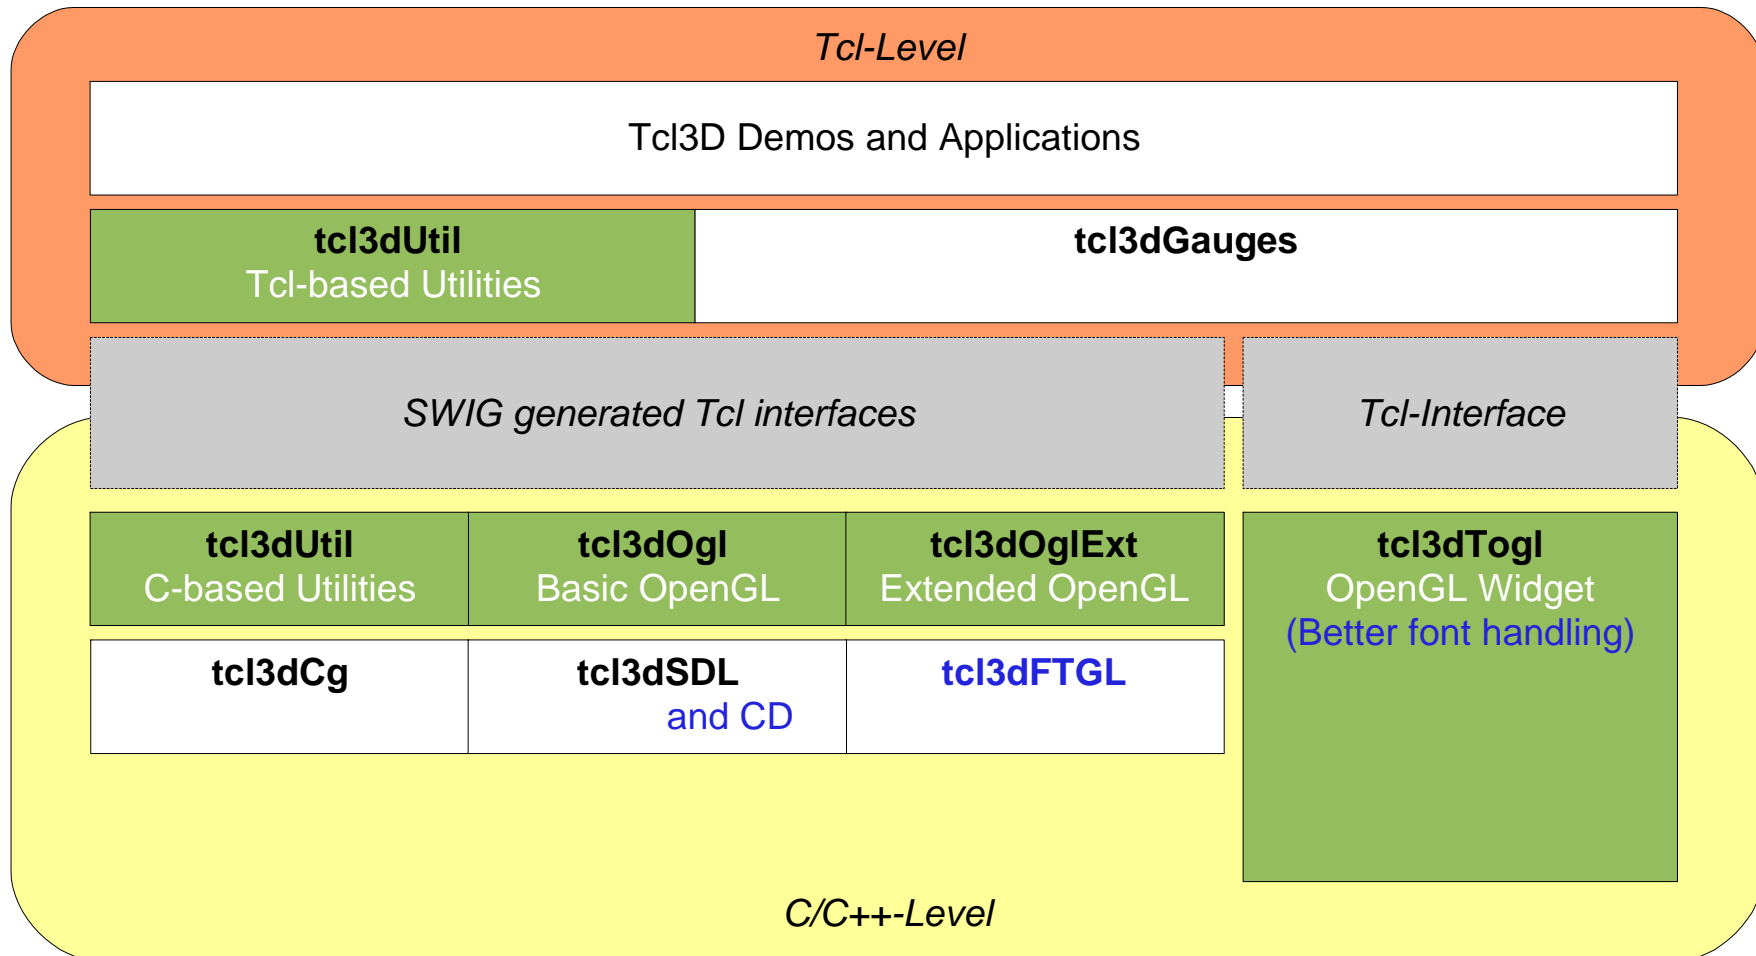 Tcl-Level
Tcl3D Demos and Applications
tcl3dUtil
Tcl-based Utilities
tcl3dGauges
SWIG generated Tcl interfaces
Tcl-Interface
tcl3dUtil
C-based Utilities
tcl3dOgl
Basic OpenGL
tcl3dOglExt
Extended OpenGL
tcl3dTogl
OpenGL Widget
(Better font handling)
tcl3dCg
tcl3dSDL
and CD
tcl3dFTGL
C/C++-Level